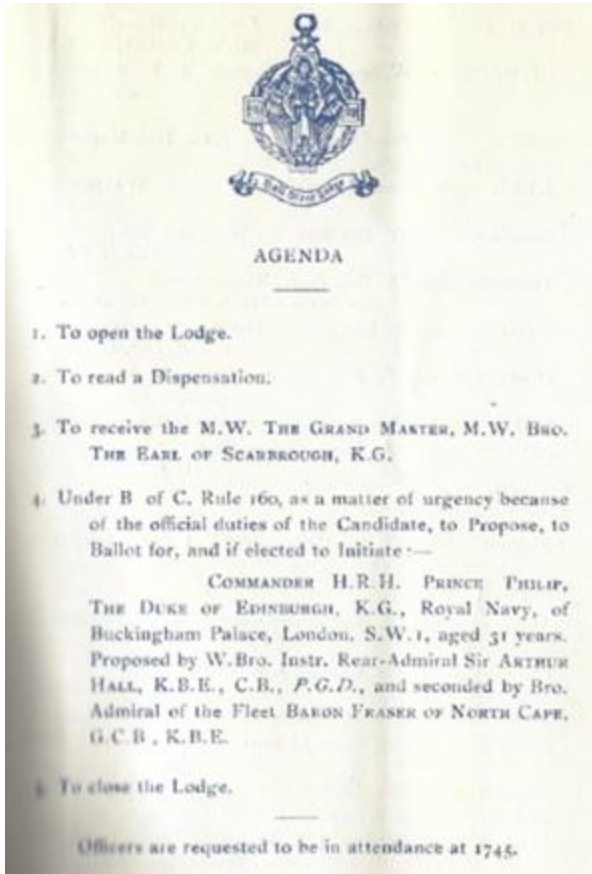 AGENDA
1. To open the Lodge.
2. To read a Dispensation.
3. To receive the M.W. THE GRAND MASTER, M.W. BRO.
THE EARL OF SCARBROUGH, K.G.
4. Under B of C. Rule 160, as a matter of urgency because
of the official duties of the Candidate, to Propose, to
Ballot for, and if elected to Initiate :—
COMMANDER H.R.H. PRINCE PHILIP,
THE DUKE OF EDINBURGH, K.G., Royal Navy, of
Buckingham Palace, London. S.W.1, aged 31 years.
Proposed by W.Bro. Instr. Rear-Admiral Sir ARTHUR
HALL, K.B.E., C.B., P.G.D., and seconded by Bro.
Admiral of the Fleet BARON FRASER OF NORTH CAPE,
G.C.B., K.B.E.
5. To close the Lodge.
Officers are requested to be in attendance at 1745.